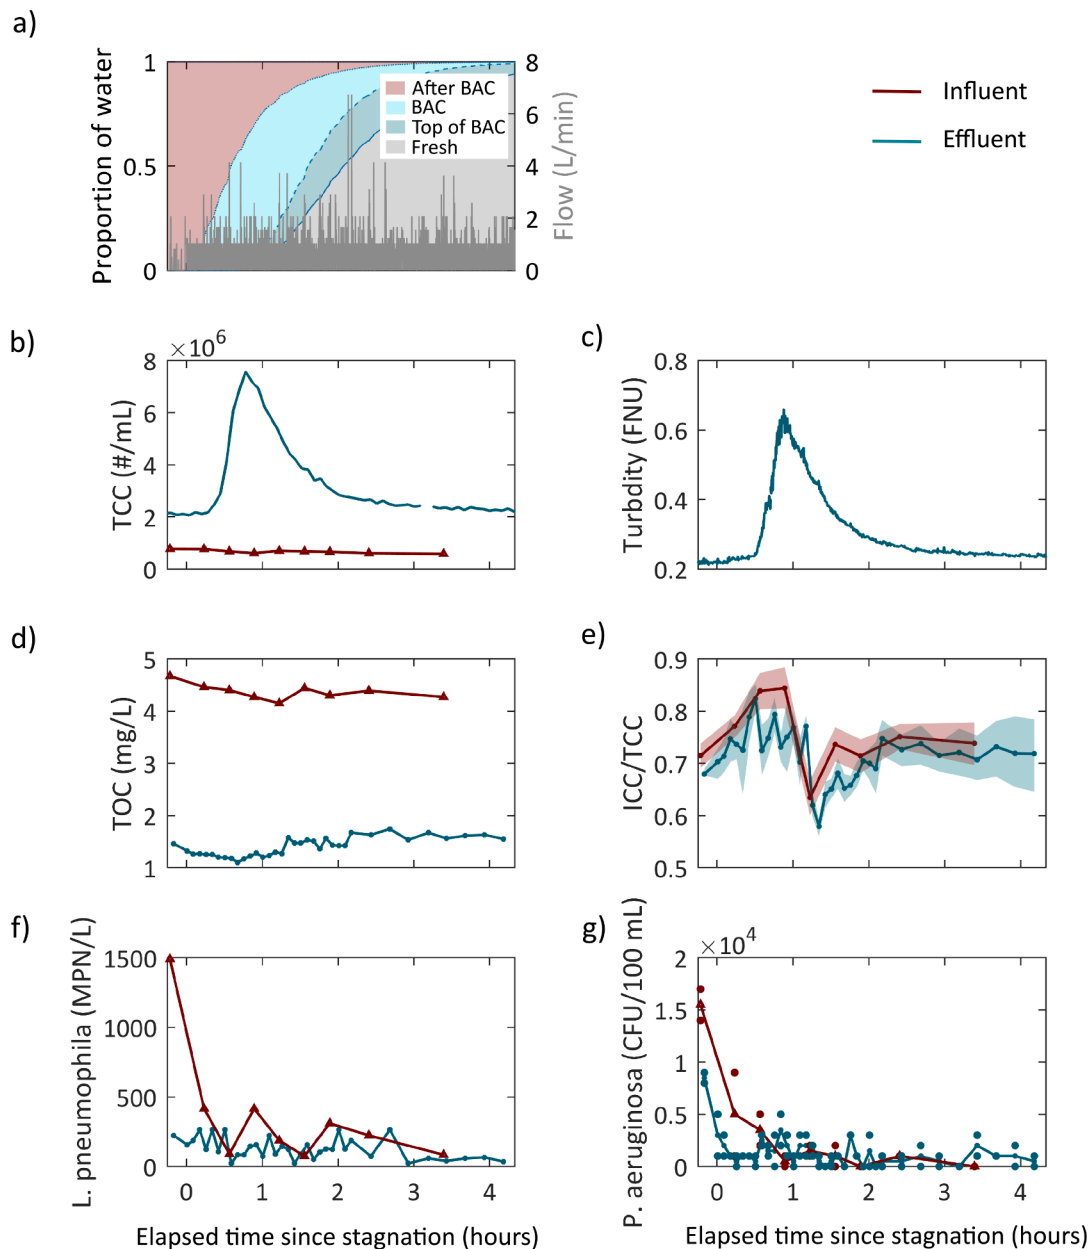 a)
Proportion of water
1
0.5
0
After BAC
BAC
Top of BAC
Fresh
8
6
4
2
0
Flow (L/min)
Influent
Effluent
b)
×10^6
TCC (#/mL)
8
6
4
2
0
c)
Turbdity (FNU)
0.8
0.6
0.4
0.2
d)
TOC (mg/L)
5
4
3
2
1
e)
ICC/TCC
0.9
0.8
0.7
0.6
0.5
f)
L. pneumophila (MPN/L)
1500
1000
500
0
0 1 2 3 4
Elapsed time since stagnation (hours)
g)
×10^4
P. aeruginosa (CFU/100 mL)
2
1.5
1
0.5
0
0 1 2 3 4
Elapsed time since stagnation (hours)